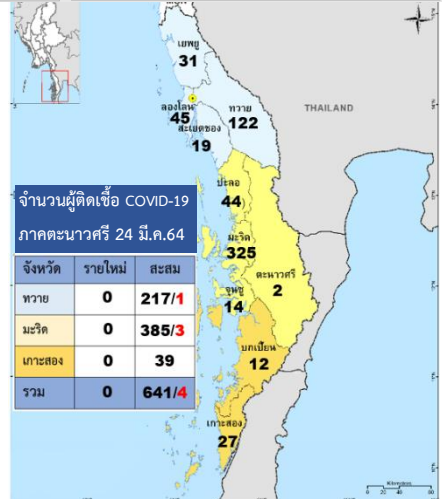 เยพยู
31
ลองโลน
45
ทวาย
122
THAILAND
สะเยตชอง
19
ปะลอ
44
จำนวนผู้ติดเชื้อ COVID-19
ภาคตะนาวศรี 24 มี.ค.64
มะริด
325
ตะนาวศรี
2
จุนซู
14
จังหวัด รายใหม่ สะสม
ทวาย 0 217/1
มะริด 0 385/3
เกาะสอง 0 39
รวม 0 641/4
บกเปี้ยน
12
เกาะสอง
27
Kilometers